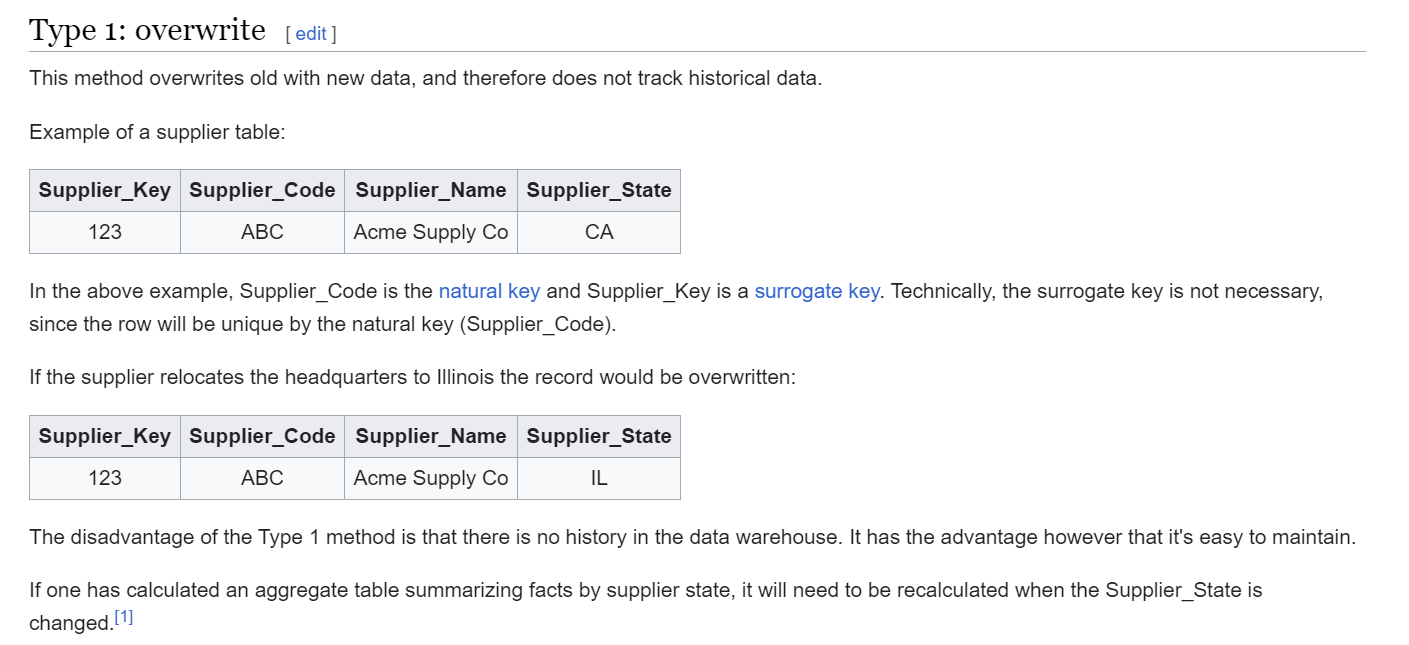 Type 1: overwrite [ edit ]
This method overwrites old with new data, and therefore does not track historical data.
Example of a supplier table:
Supplier_Key Supplier_Code Supplier_Name Supplier_State
123 ABC Acme Supply Co CA
In the above example, Supplier_Code is the natural key and Supplier_Key is a surrogate key. Technically, the surrogate key is not necessary,
since the row will be unique by the natural key (Supplier_Code).
If the supplier relocates the headquarters to Illinois the record would be overwritten:
Supplier_Key Supplier_Code Supplier_Name Supplier_State
123 ABC Acme Supply Co IL
The disadvantage of the Type 1 method is that there is no history in the data warehouse. It has the advantage however that it's easy to maintain.
If one has calculated an aggregate table summarizing facts by supplier state, it will need to be recalculated when the Supplier_State is
changed.[1]